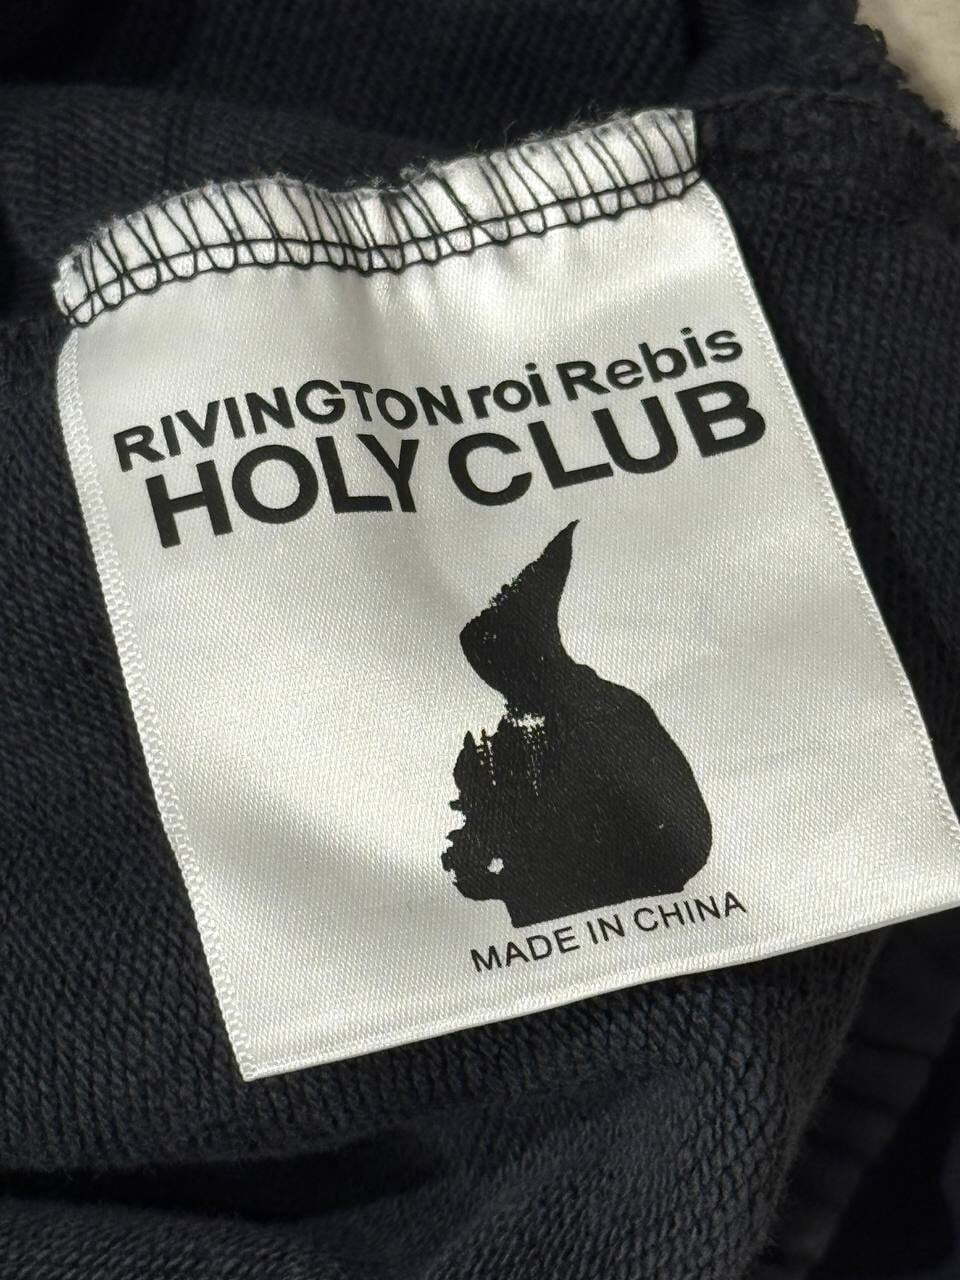 RIVINGTON roi Rebis
HOLY CLUB
MADE IN CHINA